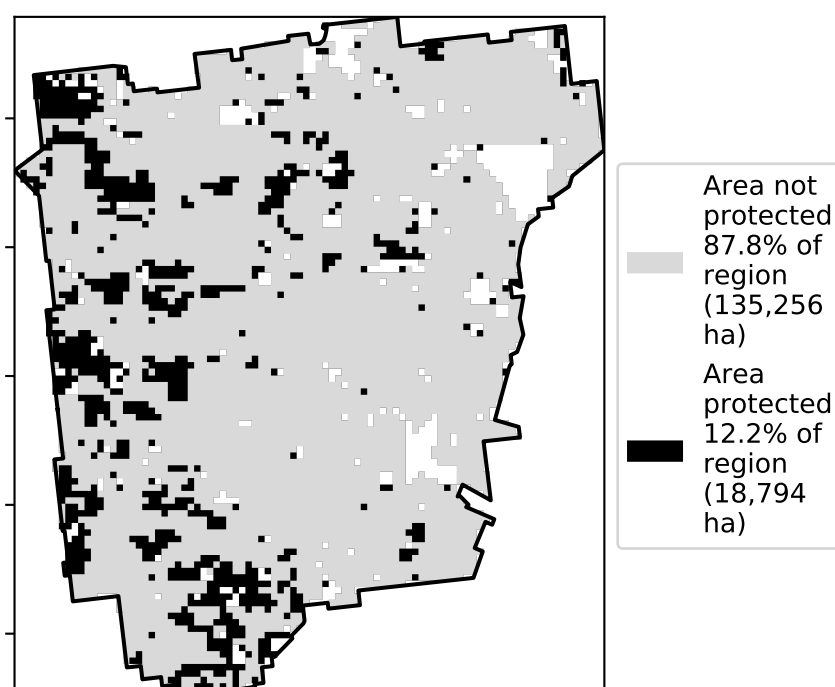 Area not
protected
87.8% of
region
(135,256
ha)
Area
protected
12.2% of
region
(18,794
ha)